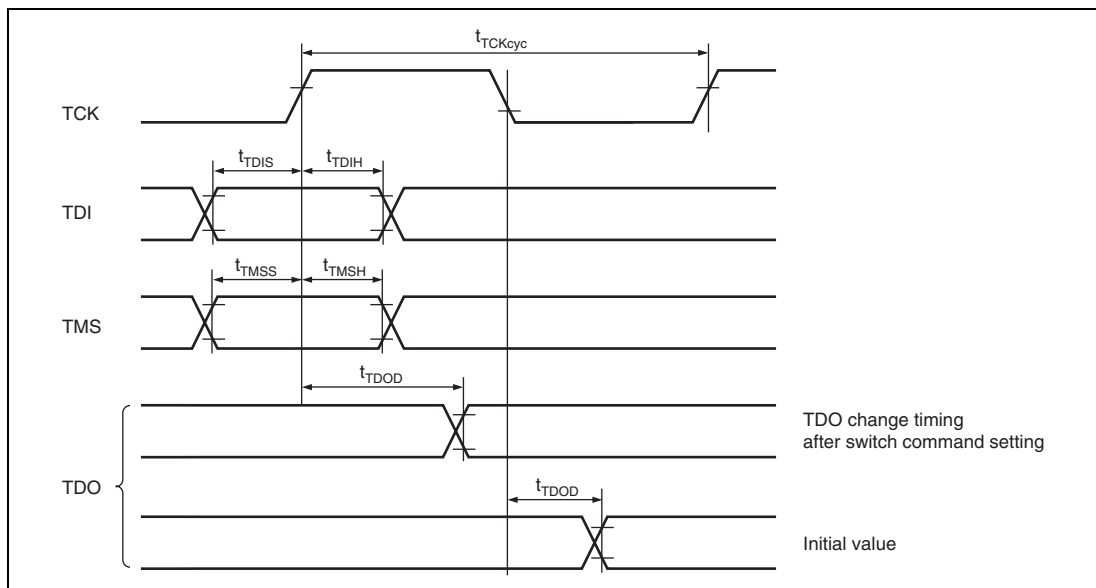 tTCKcyc
TCK
tTDIS
tTDIH
TDI
tTMSS
tTMSH
TMS
tTDOD
TDO change timing
after switch command setting
TDO
tTDOD
Initial value